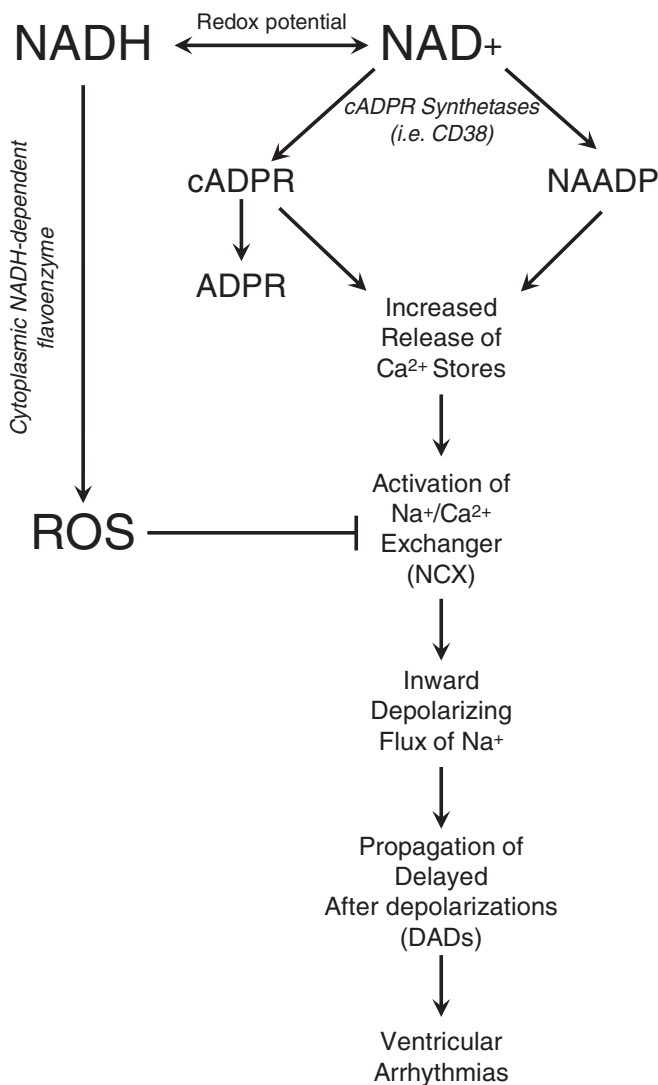 Redox potential
NADH
NAD+
cADPR Synthetases
(i.e. CD38)
cADPR
NAADP
Cytoplasmic NADH-dependent
flavoenzyme
ADPR
Increased
Release of
Ca²⁺ Stores
Activation of
Na⁺/Ca²⁺
Exchanger
(NCX)
ROS
Inward
Depolarizing
Flux of Na⁺
Propagation of
Delayed
After depolarizations
(DADs)
Ventricular
Arrhythmias